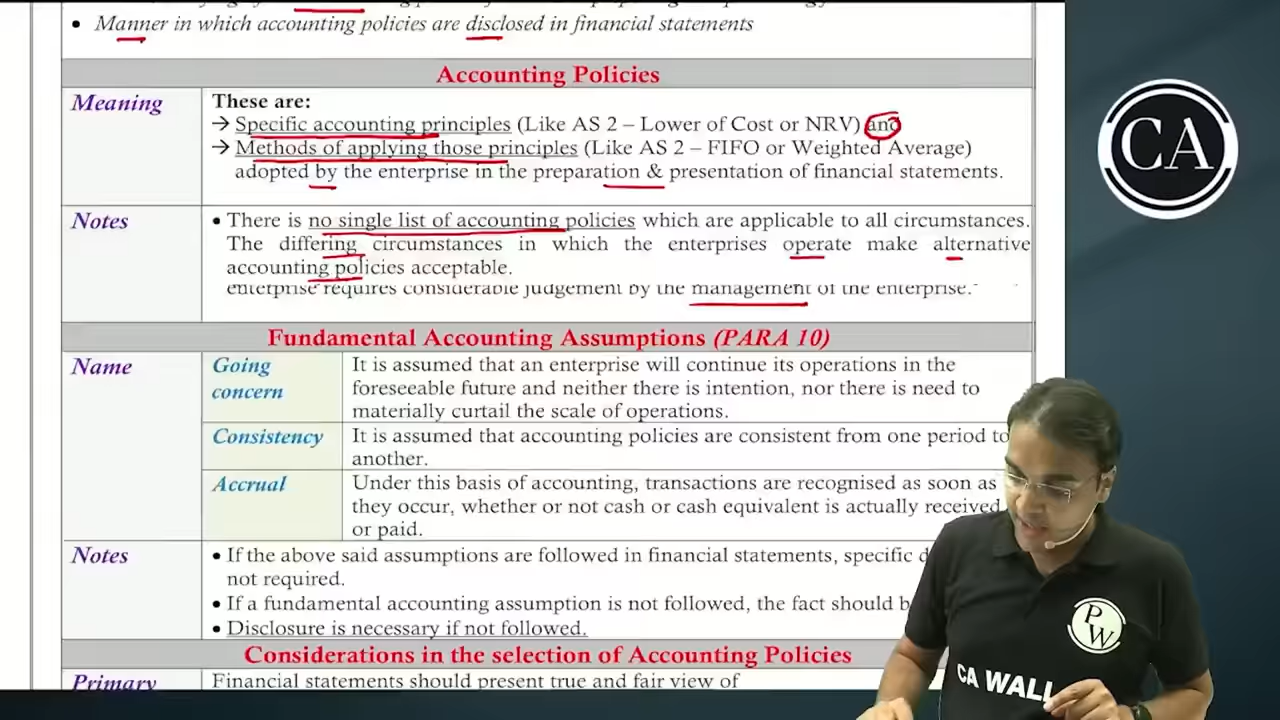 • Manner in which accounting policies are disclosed in financial statements
Accounting Policies
Meaning
These are:
→ Specific accounting principles (Like AS 2 – Lower of Cost or NRV) and
→ Methods of applying those principles (Like AS 2 – FIFO or Weighted Average)
adopted by the enterprise in the preparation & presentation of financial statements.
Notes
• There is no single list of accounting policies which are applicable to all circumstances.
The differing circumstances in which the enterprises operate make alternative
accounting policies acceptable.
enterprise requires considerable judgement by the management of the enterprise.
Fundamental Accounting Assumptions (PARA 10)
Name
Going
concern
It is assumed that an enterprise will continue its operations in the
foreseeable future and neither there is intention, nor there is need to
materially curtail the scale of operations.
Consistency
It is assumed that accounting policies are consistent from one period to
another.
Accrual
Under this basis of accounting, transactions are recognised as soon as
they occur, whether or not cash or cash equivalent is actually received
or paid.
Notes
• If the above said assumptions are followed in financial statements, specific
not required.
• If a fundamental accounting assumption is not followed, the fact should
• Disclosure is necessary if not followed.
Considerations in the selection of Accounting Policies
Primary
Financial statements should present true and fair view of
CA
PW
CA WALL